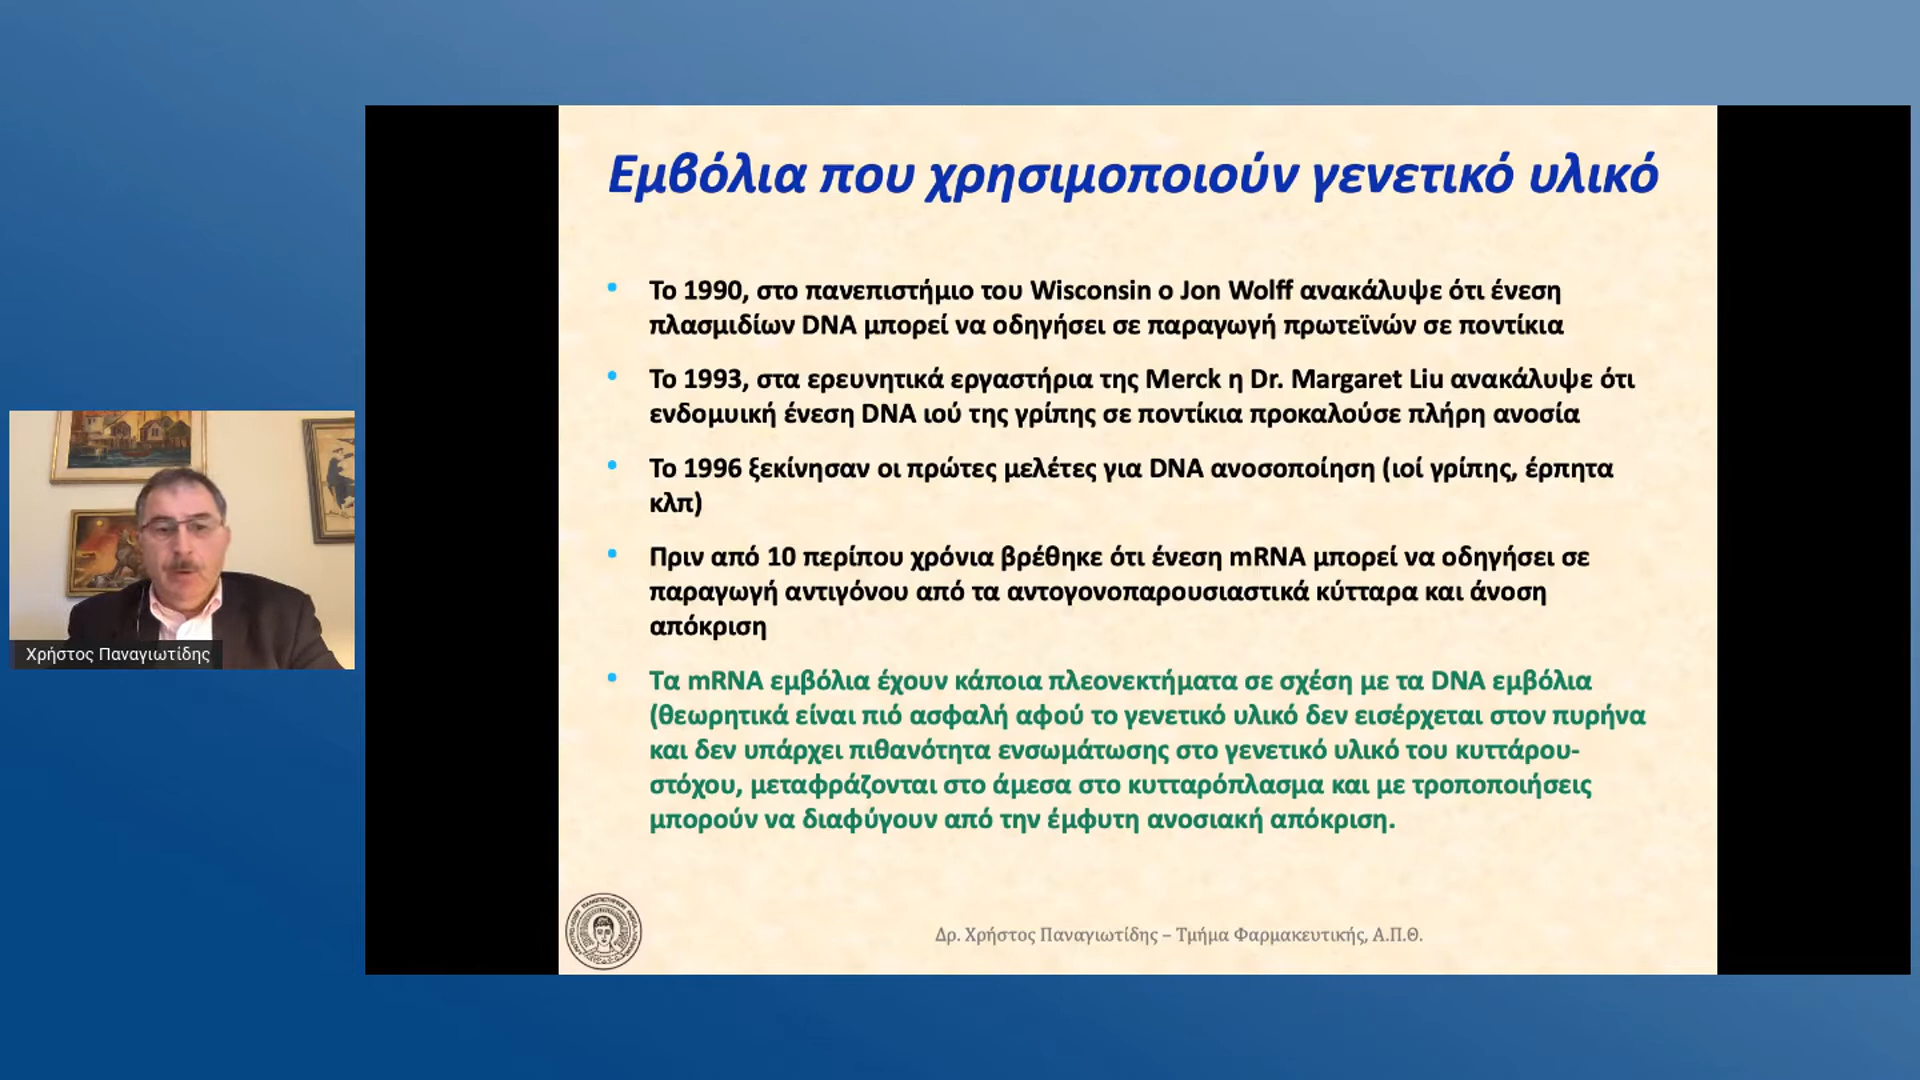 Εμβόλια που χρησιμοποιούν γενετικό υλικό
• Το 1990, στο πανεπιστήμιο του Wisconsin ο Jon Wolff ανακάλυψε ότι ένεση
πλασμιδίων DNA μπορεί να οδηγήσει σε παραγωγή πρωτεϊνών σε ποντίκια
• Το 1993, στα ερευνητικά εργαστήρια της Merck η Dr. Margaret Liu ανακάλυψε ότι
ενδομυική ένεση DNA ιού της γρίπης σε ποντίκια προκαλούσε πλήρη ανοσία
• Το 1996 ξεκίνησαν οι πρώτες μελέτες για DNA ανοσοποίηση (ιοί γρίπης, έρπητα
κλπ)
• Πριν από 10 περίπου χρόνια βρέθηκε ότι ένεση mRNA μπορεί να οδηγήσει σε
παραγωγή αντιγόνου από τα αντογονοπαρουσιαστικά κύτταρα και άνοση
απόκριση
• Τα mRNA εμβόλια έχουν κάποια πλεονεκτήματα σε σχέση με τα DNA εμβόλια
(θεωρητικά είναι πιό ασφαλή αφού το γενετικό υλικό δεν εισέρχεται στον πυρήνα
και δεν υπάρχει πιθανότητα ενσωμάτωσης στο γενετικό υλικό του κυττάρου-
στόχου, μεταφράζονται στο άμεσα στο κυτταρόπλασμα και με τροποποιήσεις
μπορούν να διαφύγουν από την έμφυτη ανοσιακή απόκριση.
Δρ. Χρήστος Παναγιωτίδης – Τμήμα Φαρμακευτικής, Α.Π.Θ.
Χρήστος Παναγιωτίδης